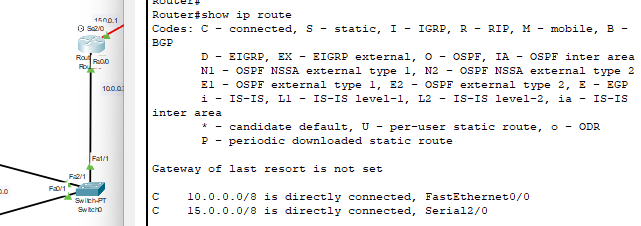 Router#
Router#show ip route
Codes: C - connected, S - static, I - IGRP, R - RIP, M - mobile, B -
BGP
D - EIGRP, EX - EIGRP external, O - OSPF, IA - OSPF inter area
N1 - OSPF NSSA external type 1, N2 - OSPF NSSA external type 2
E1 - OSPF external type 1, E2 - OSPF external type 2, E - EGP
i - IS-IS, L1 - IS-IS level-1, L2 - IS-IS level-2, ia - IS-IS
inter area
* - candidate default, U - per-user static route, o - ODR
P - periodic downloaded static route
Gateway of last resort is not set
C 10.0.0.0/8 is directly connected, FastEthernet0/0
C 15.0.0.0/8 is directly connected, Serial2/0
15.0.0.1
Se2/0
Fa0/0
10.0.0.
Fa1/1
Fa2/1
Fa0/1
Switch-PT
Switch0